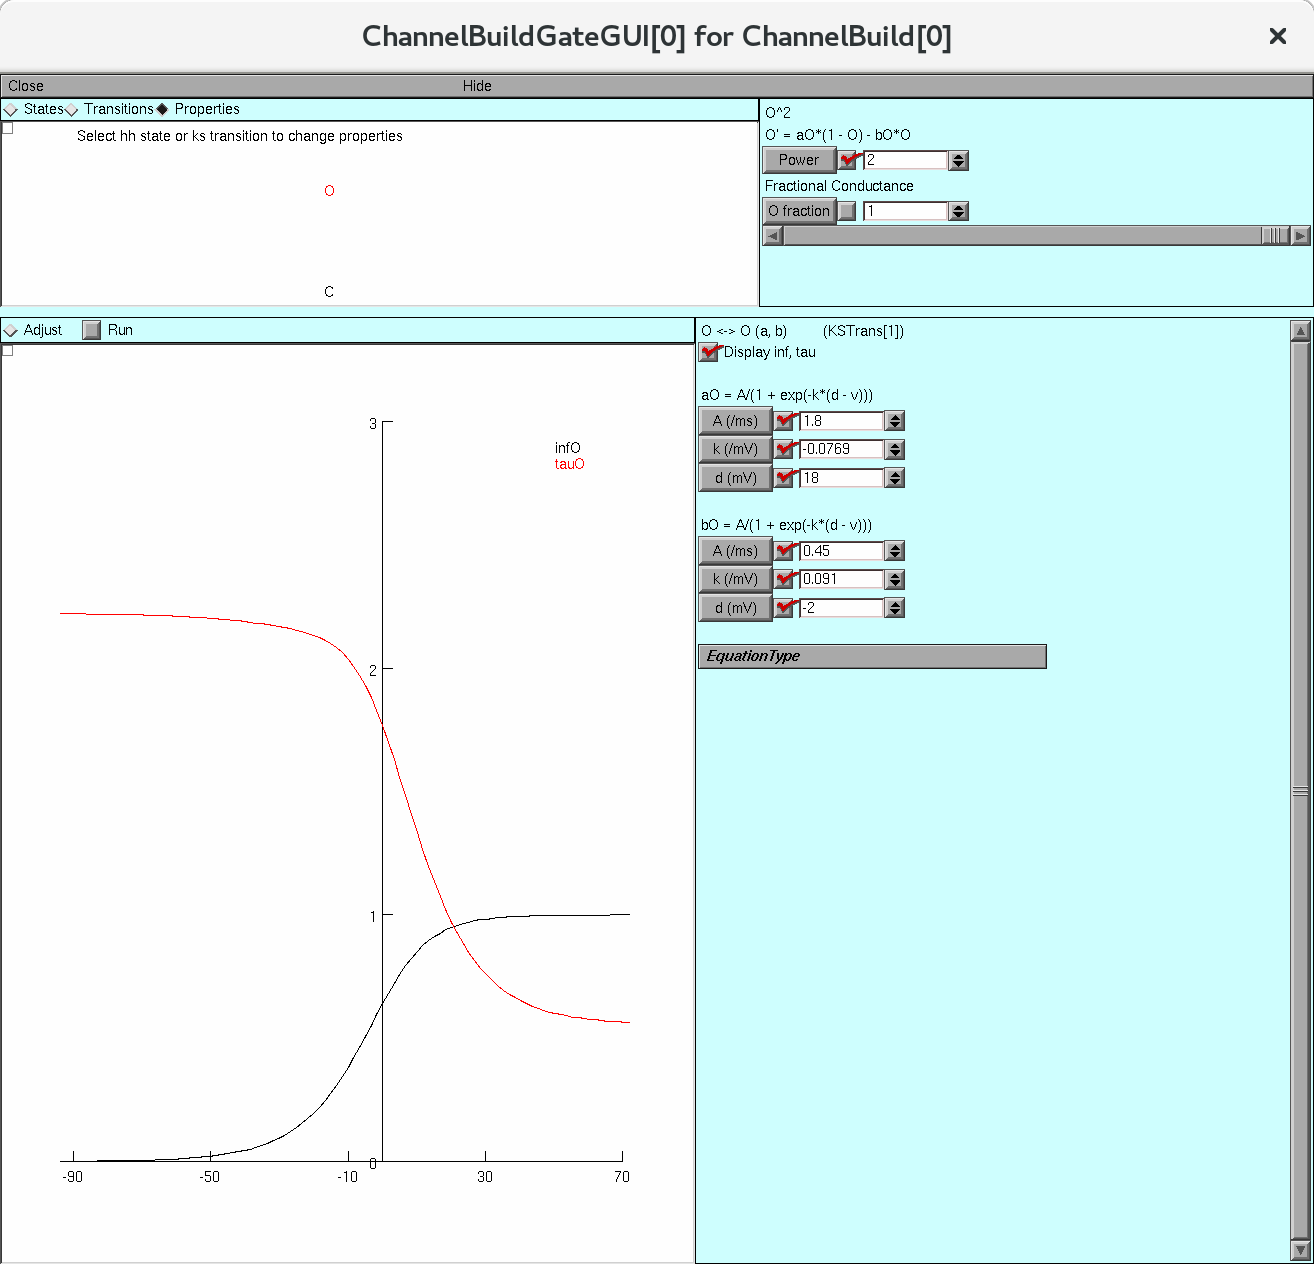 ChannelBuildGateGUI[0] for ChannelBuild[0]
Close Hide
States Transitions Properties
Select hh state or ks transition to change properties
O
C
O^2
O' = aO*(1 - O) - bO*O
Power 2
Fractional Conductance
O fraction 1
Adjust Run
3
infO
tauO
2
1
0
-90 -50 -10 30 70
O <-> O (a, b) (KSTrans[1])
Display inf, tau
aO = A/(1 + exp(-k*(d - v)))
A (/ms) 1.8
k (/mV) -0.0769
d (mV) 18
bO = A/(1 + exp(-k*(d - v)))
A (/ms) 0.45
k (/mV) 0.091
d (mV) -2
EquationType